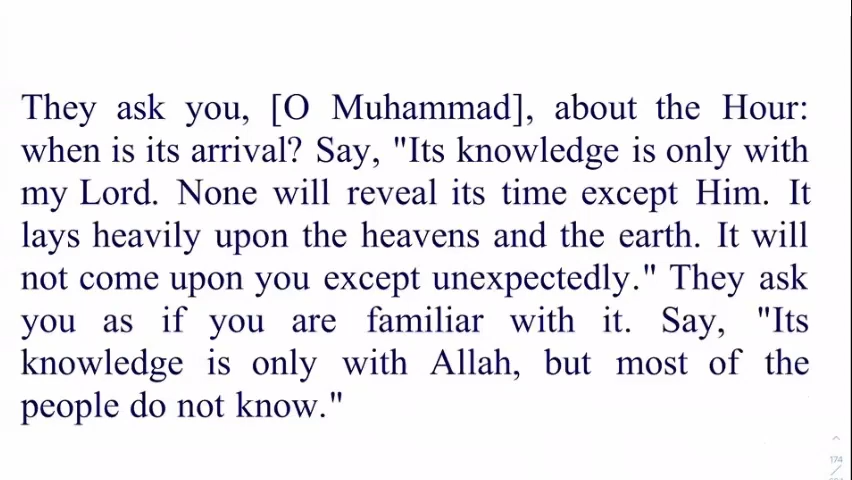 They ask you, [O Muhammad], about the Hour:
when is its arrival? Say, "Its knowledge is only with
my Lord. None will reveal its time except Him. It
lays heavily upon the heavens and the earth. It will
not come upon you except unexpectedly." They ask
you as if you are familiar with it. Say, "Its
knowledge is only with Allah, but most of the
people do not know."
174
/